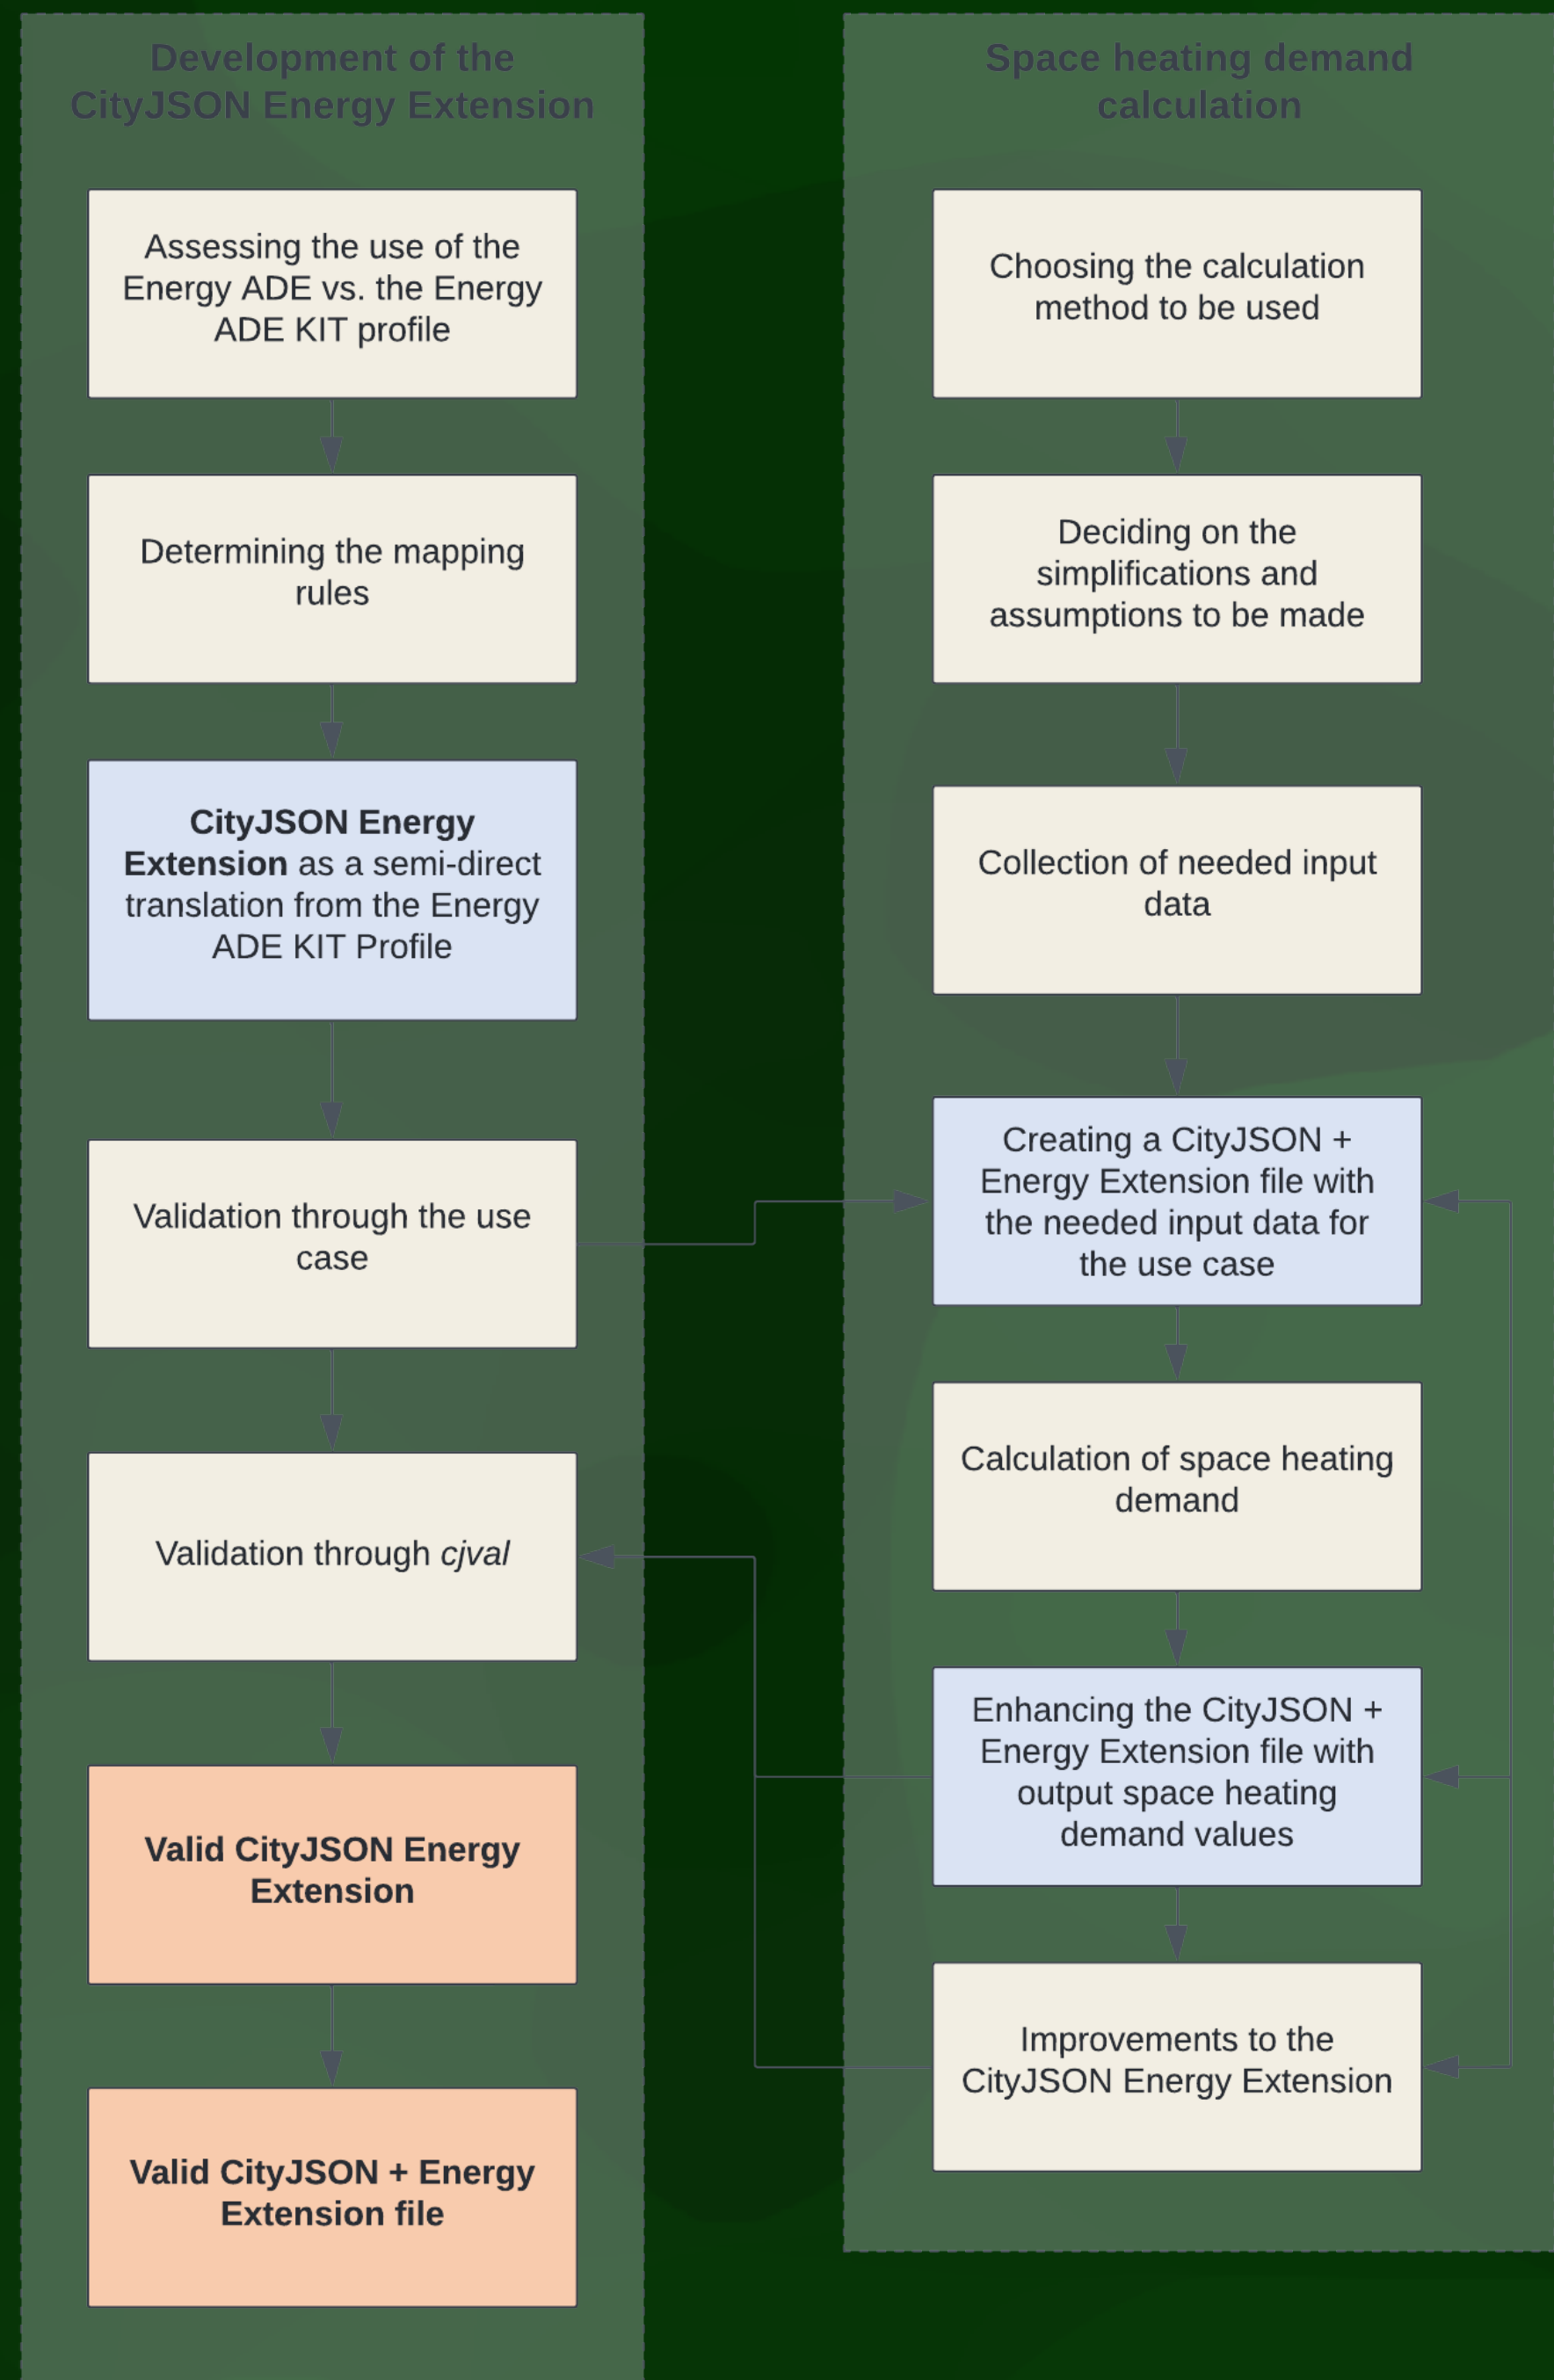 Development of the
CityJSON Energy Extension
Assessing the use of the
Energy ADE vs. the Energy
ADE KIT profile
Determining the mapping
rules
CityJSON Energy
Extension as a semi-direct
translation from the Energy
ADE KIT Profile
Validation through the use
case
Validation through cjval
Valid CityJSON Energy
Extension
Valid CityJSON + Energy
Extension file
Space heating demand
calculation
Choosing the calculation
method to be used
Deciding on the
simplifications and
assumptions to be made
Collection of needed input
data
Creating a CityJSON +
Energy Extension file with
the needed input data for
the use case
Calculation of space heating
demand
Enhancing the CityJSON +
Energy Extension file with
output space heating
demand values
Improvements to the
CityJSON Energy Extension